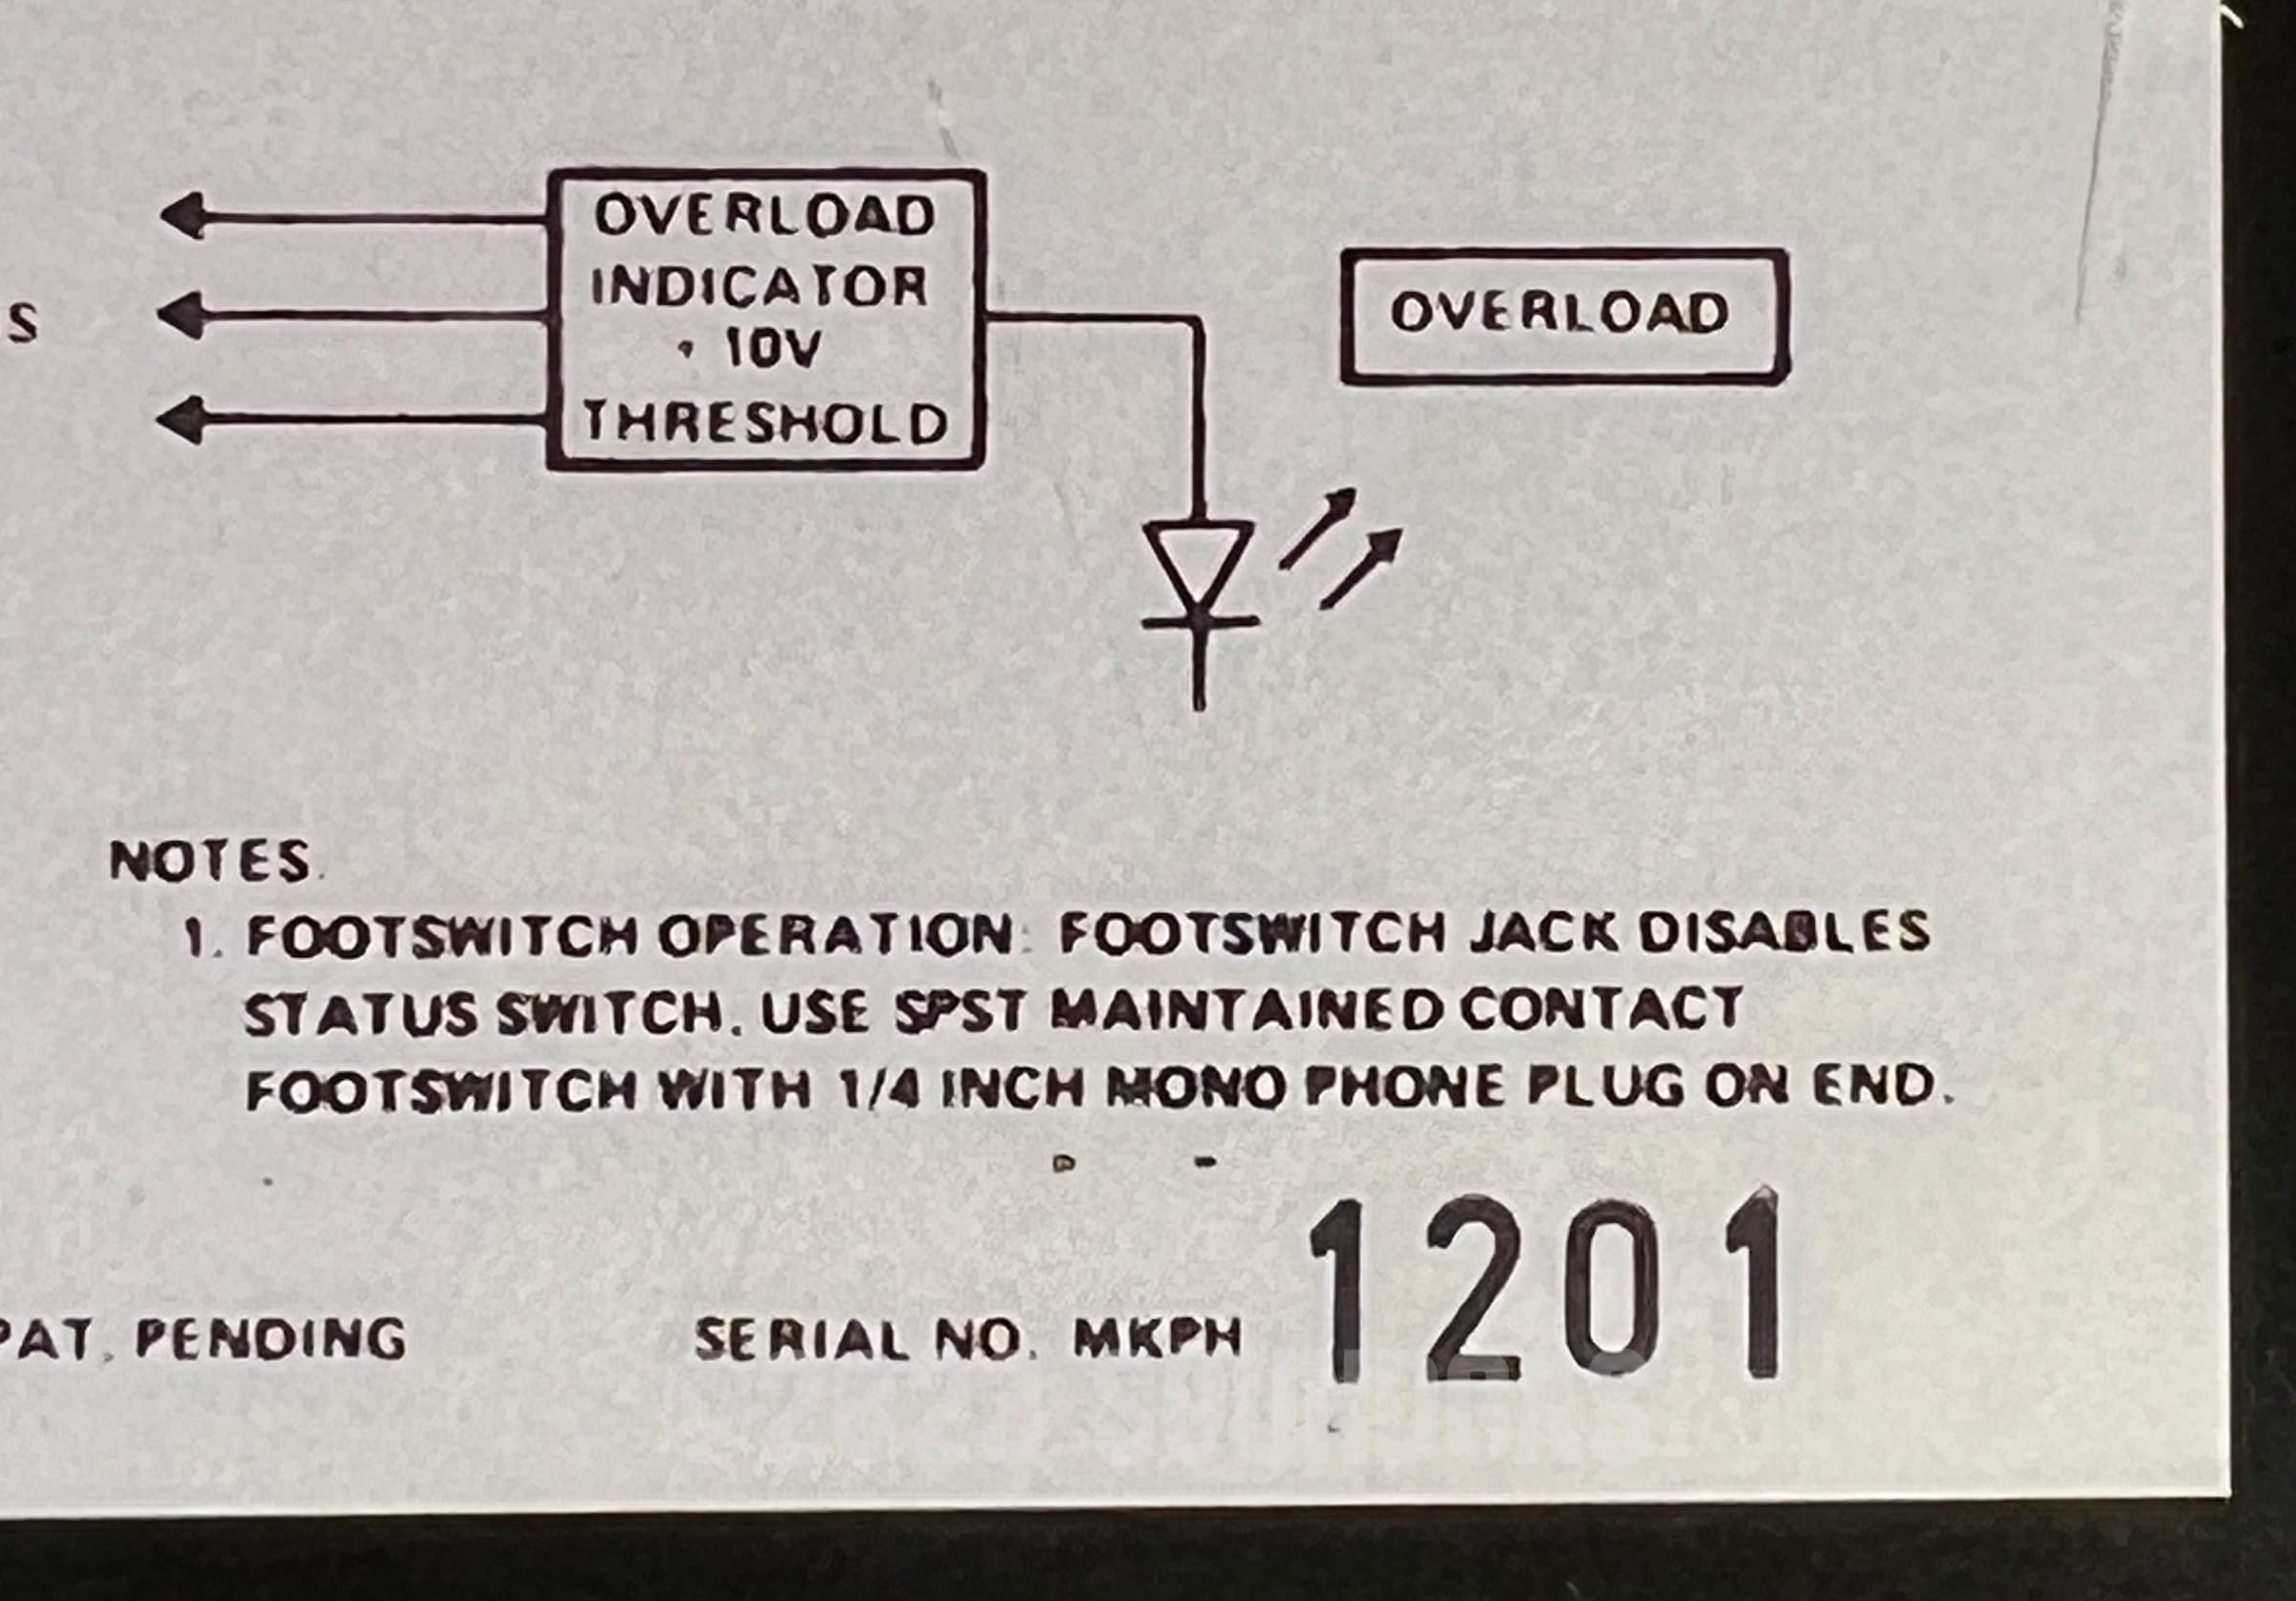 OVERLOAD
INDICATOR
• 10V
THRESHOLD
OVERLOAD
S
NOTES.
1. FOOTSWITCH OPERATION: FOOTSWITCH JACK DISABLES
STATUS SWITCH. USE SPST MAINTAINED CONTACT
FOOTSWITCH WITH 1/4 INCH MONO PHONE PLUG ON END.
PAT. PENDING
SERIAL NO. MKPH 1201